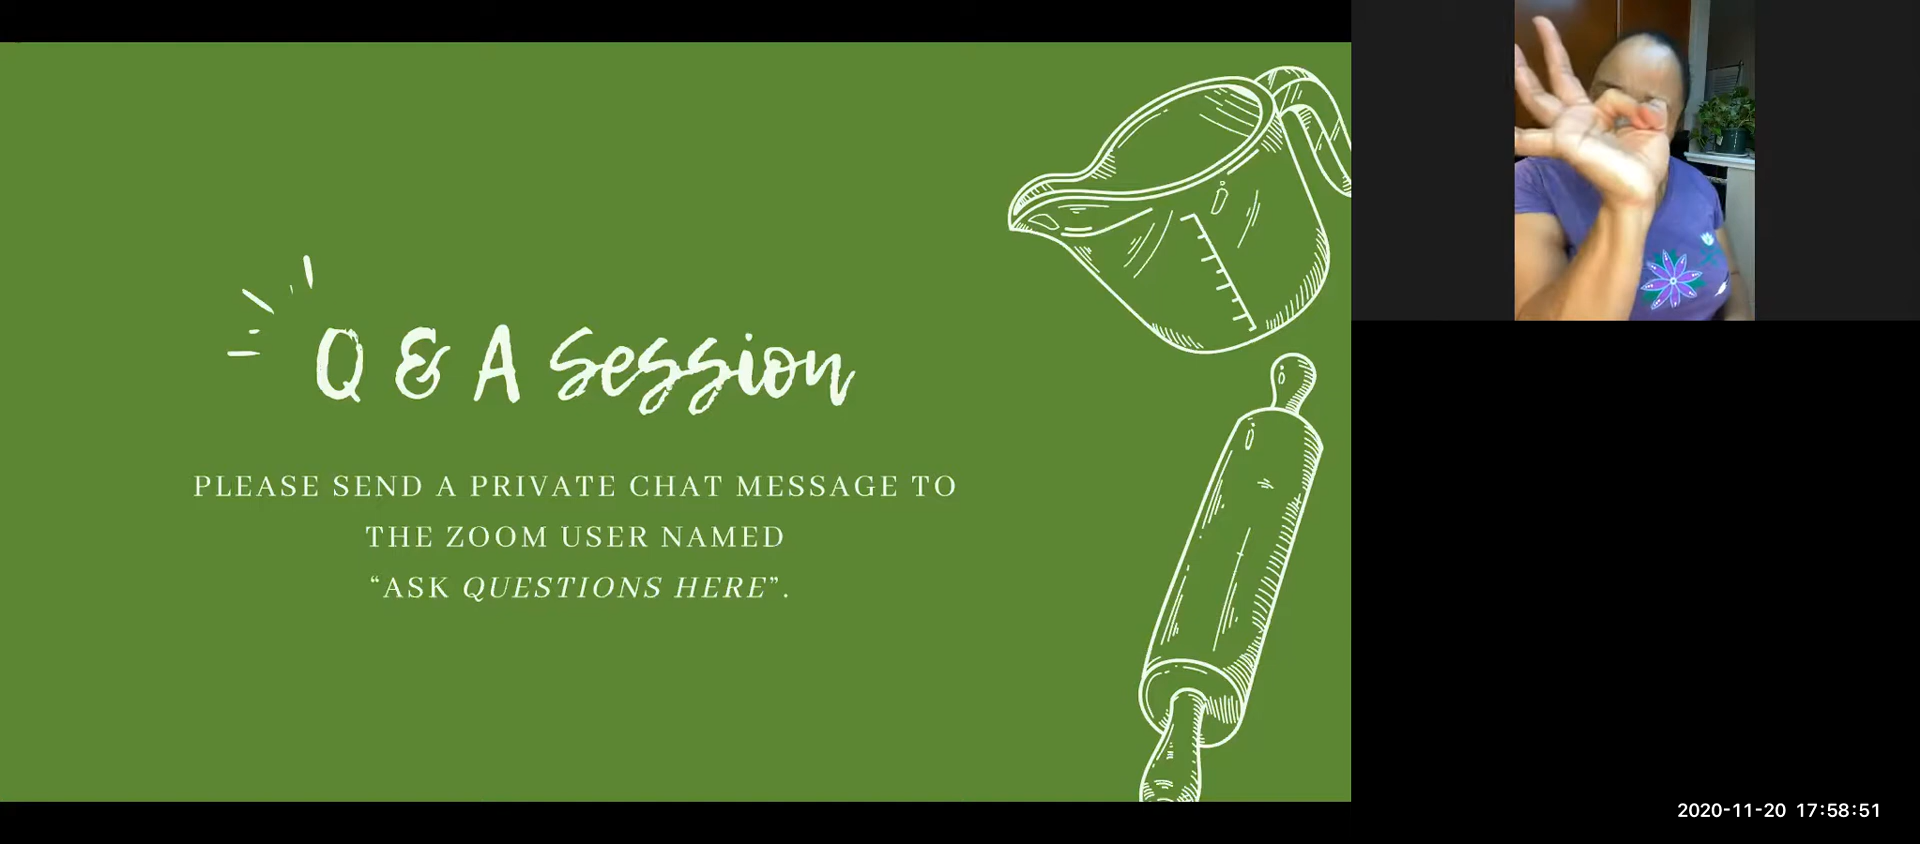 Q & A Session
PLEASE SEND A PRIVATE CHAT MESSAGE TO
THE ZOOM USER NAMED
“ASK QUESTIONS HERE”.
2020-11-20 17:58:51